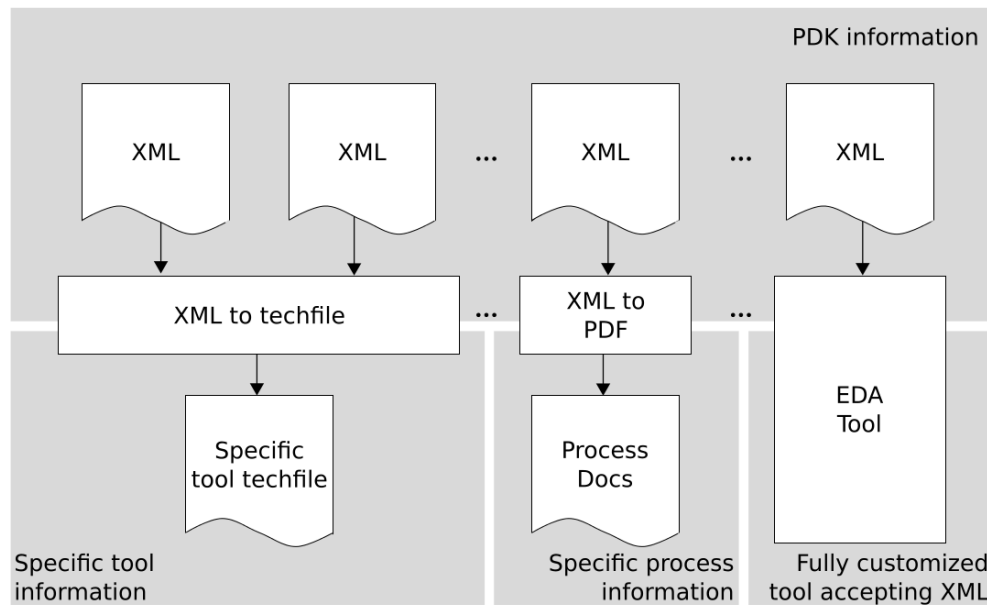 PDK information
XML
XML
...
XML
...
XML
XML to techfile
...
XML to
PDF
...
EDA
Tool
Specific
tool techfile
Process
Docs
Specific tool
information
Specific process
information
Fully customized
tool accepting XML